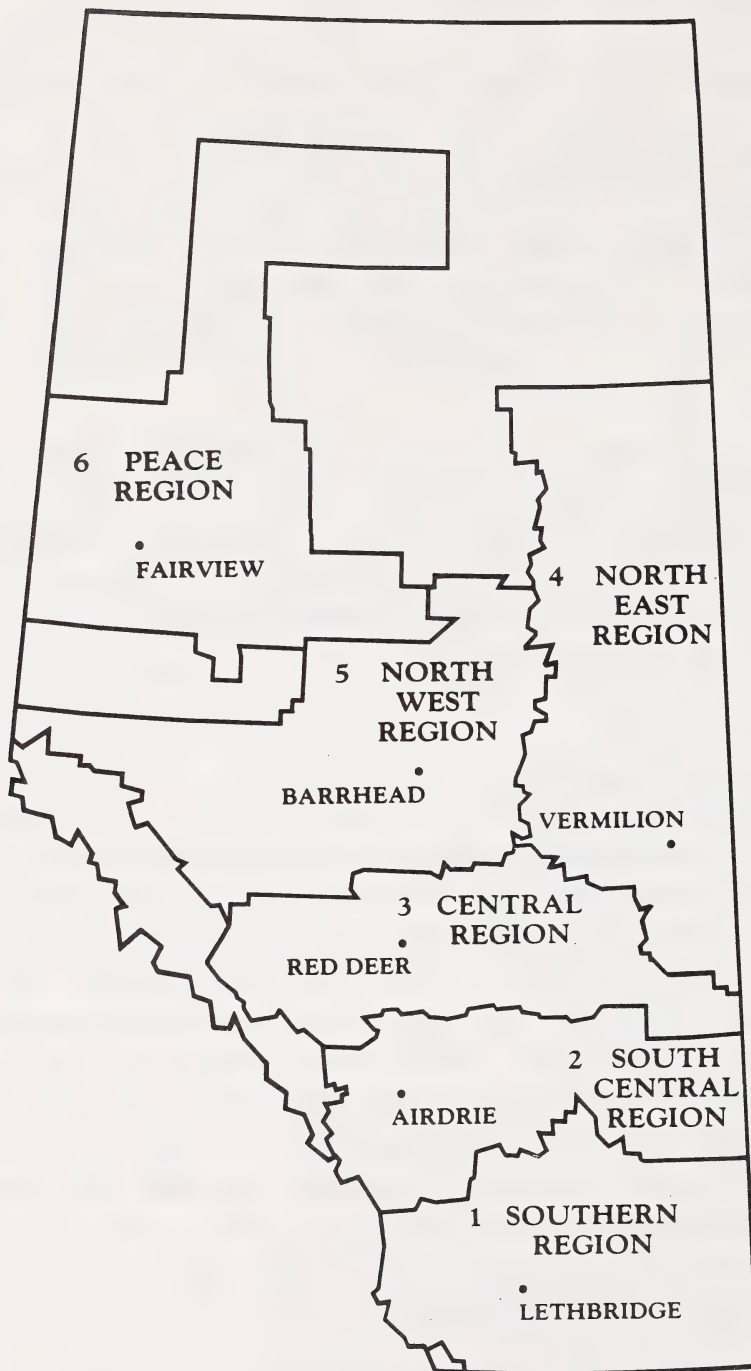 6 PEACE
REGION
FAIRVIEW
4 NORTH
EAST
REGION
5 NORTH
WEST
REGION
BARRHEAD
VERMILION
3 CENTRAL
REGION
RED DEER
2 SOUTH
CENTRAL
REGION
AIRDRIE
1 SOUTHERN
REGION
LETHBRIDGE